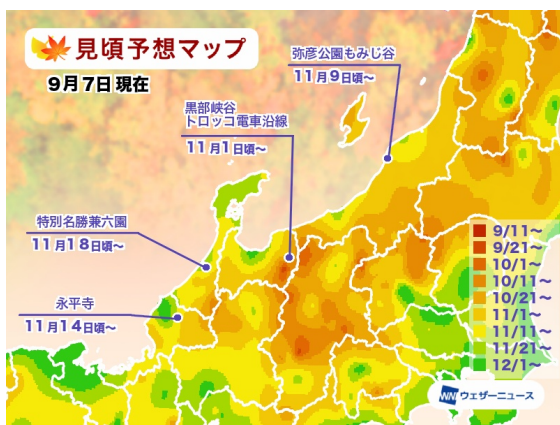 見頃予想マップ
9月7日現在
弥彦公園もみじ谷
11月9日頃〜
黒部峡谷
トロッコ電車沿線
11月1日頃〜
特別名勝兼六園
11月18日頃〜
永平寺
11月14日頃〜
9/11〜
9/21〜
10/1〜
10/11〜
10/21〜
11/1〜
11/11〜
11/21〜
12/1〜
WNI ウェザーニュース